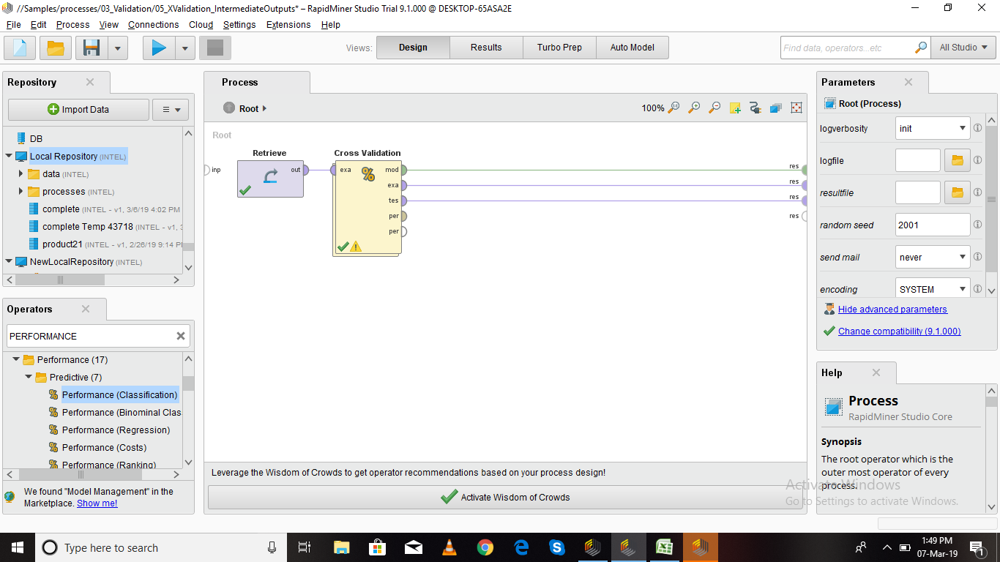 //Samples/processes/03_Validation/05_XValidation_IntermediateOutputs* – RapidMiner Studio Trial 9.1.000 @ DESKTOP-65ASA2E
File Edit Process View Connections Cloud Settings Extensions Help
Views: Design Results Turbo Prep Auto Model
Find data, operators...etc All Studio
Repository
Import Data
DB
Local Repository (INTEL)
data (INTEL)
processes (INTEL)
complete (INTEL - v1, 3/6/19 4:02 PM
complete Temp 43718 (INTEL - v1, 3
product21 (INTEL - v1, 2/26/19 9:14 P
NewLocalRepository (INTEL)
Operators
PERFORMANCE
Performance (17)
Predictive (7)
Performance (Classification)
Performance (Binominal Clas
Performance (Regression)
Performance (Costs)
Performance (Ranking)
We found "Model Management" in the
Marketplace. Show me!
Process
Root
100%
Root
Retrieve
Cross Validation
inp
out
exa
mod
exa
tes
per
per
res
res
res
res
Leverage the Wisdom of Crowds to get operator recommendations based on your process design!
Activate Wisdom of Crowds
Parameters
Root (Process)
logverbosity init
logfile
resultfile
random seed 2001
send mail never
encoding SYSTEM
Hide advanced parameters
Change compatibility (9.1.000)
Help
Process
RapidMiner Studio Core
Synopsis
The root operator which is the
outer most operator of every
process.
Activate Windows
Go to Settings to activate Windows.
Type here to search
1:49 PM
07-Mar-19
1